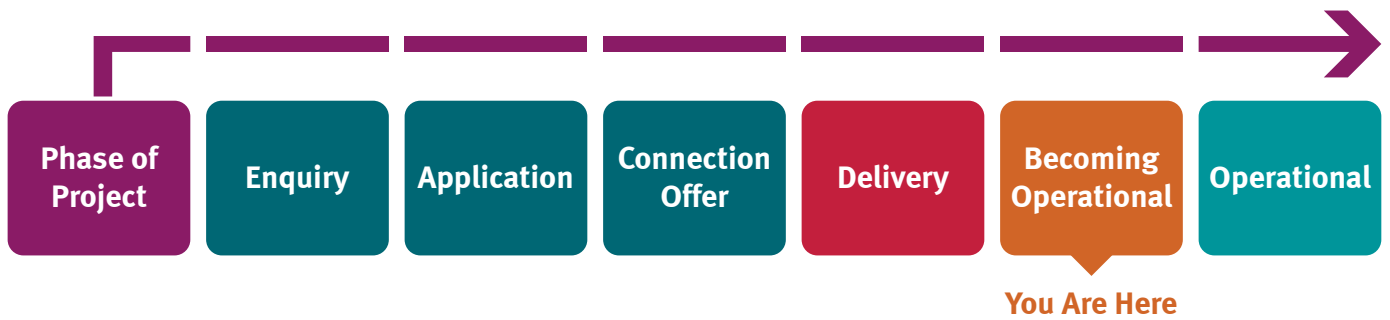 Phase of
Project
Enquiry
Application
Connection
Offer
Delivery
Becoming
Operational
Operational
You Are Here